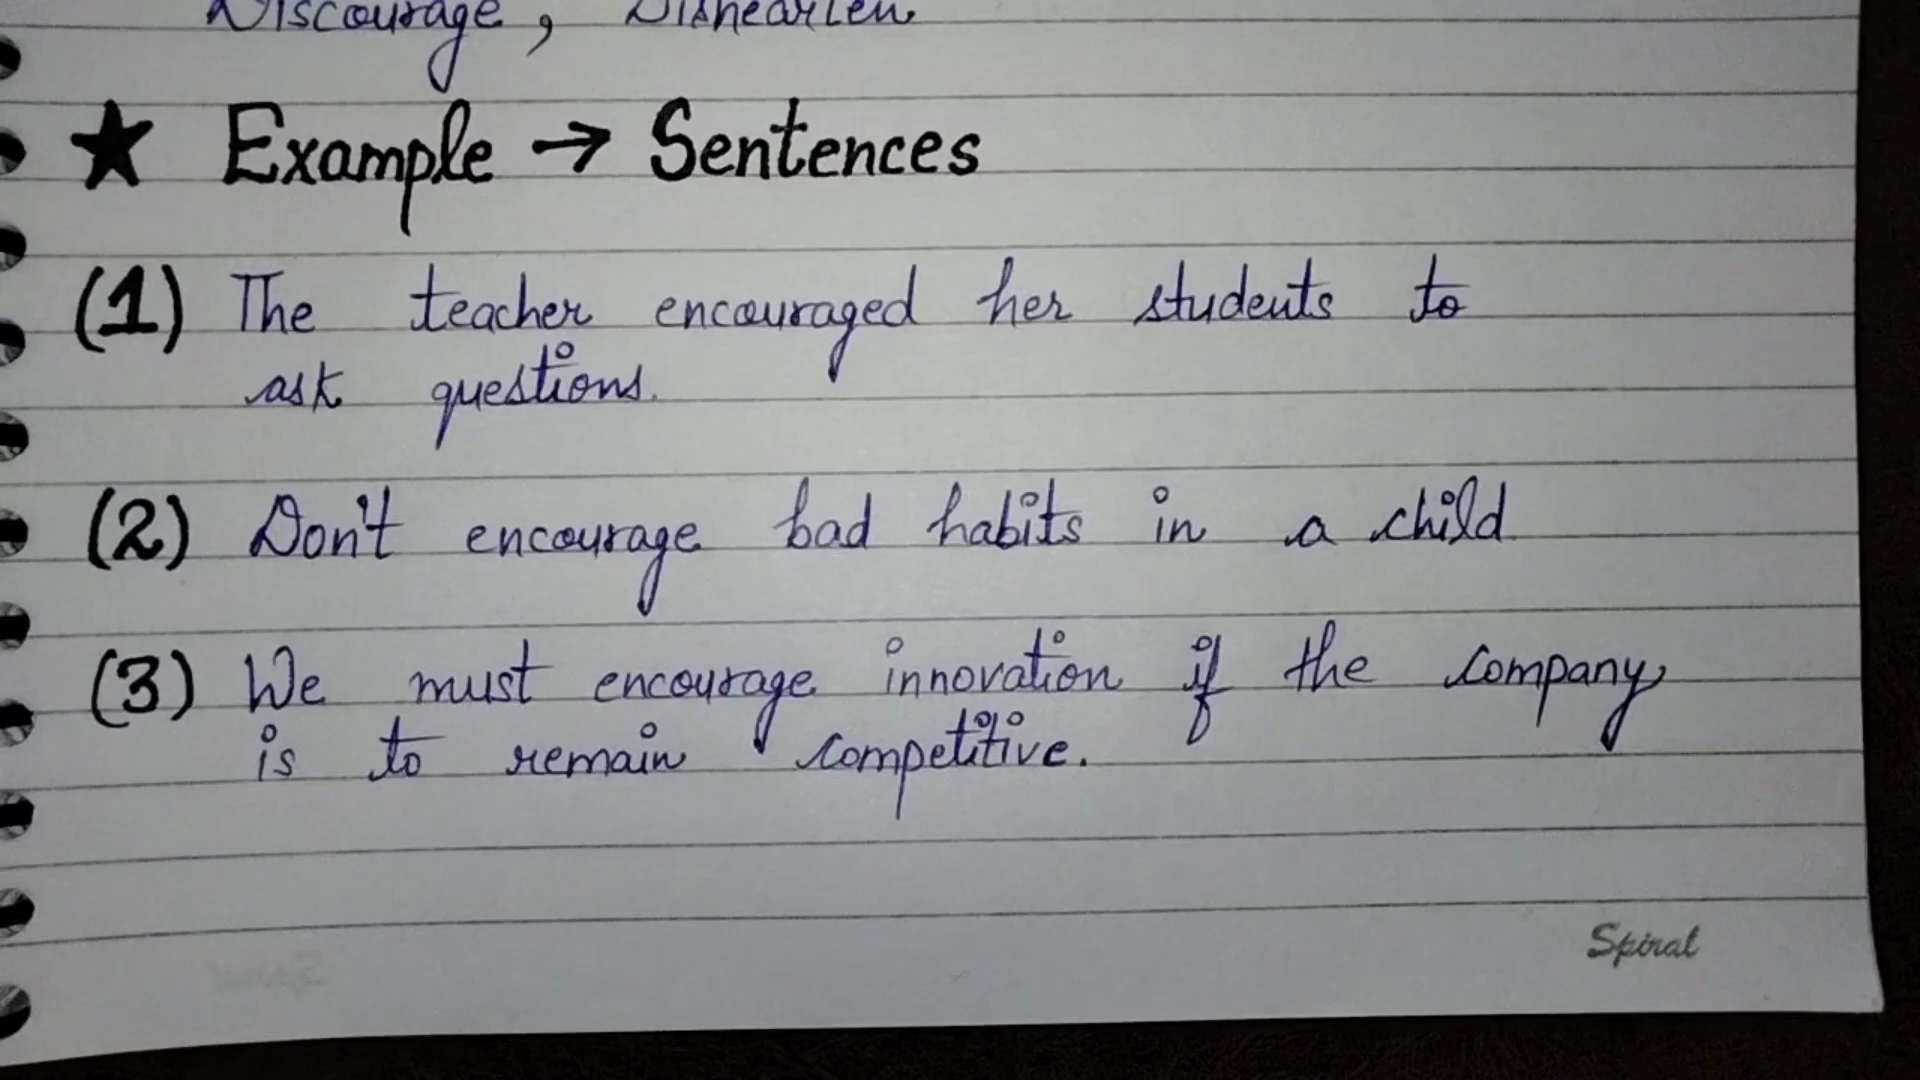 Discourage, Dishearten
★ Example → Sentences
(1) The teacher encouraged her students to
ask questions.
(2) Don't encourage bad habits in a child
(3) We must encourage innovation if the company
is to remain competitive.
Spiral